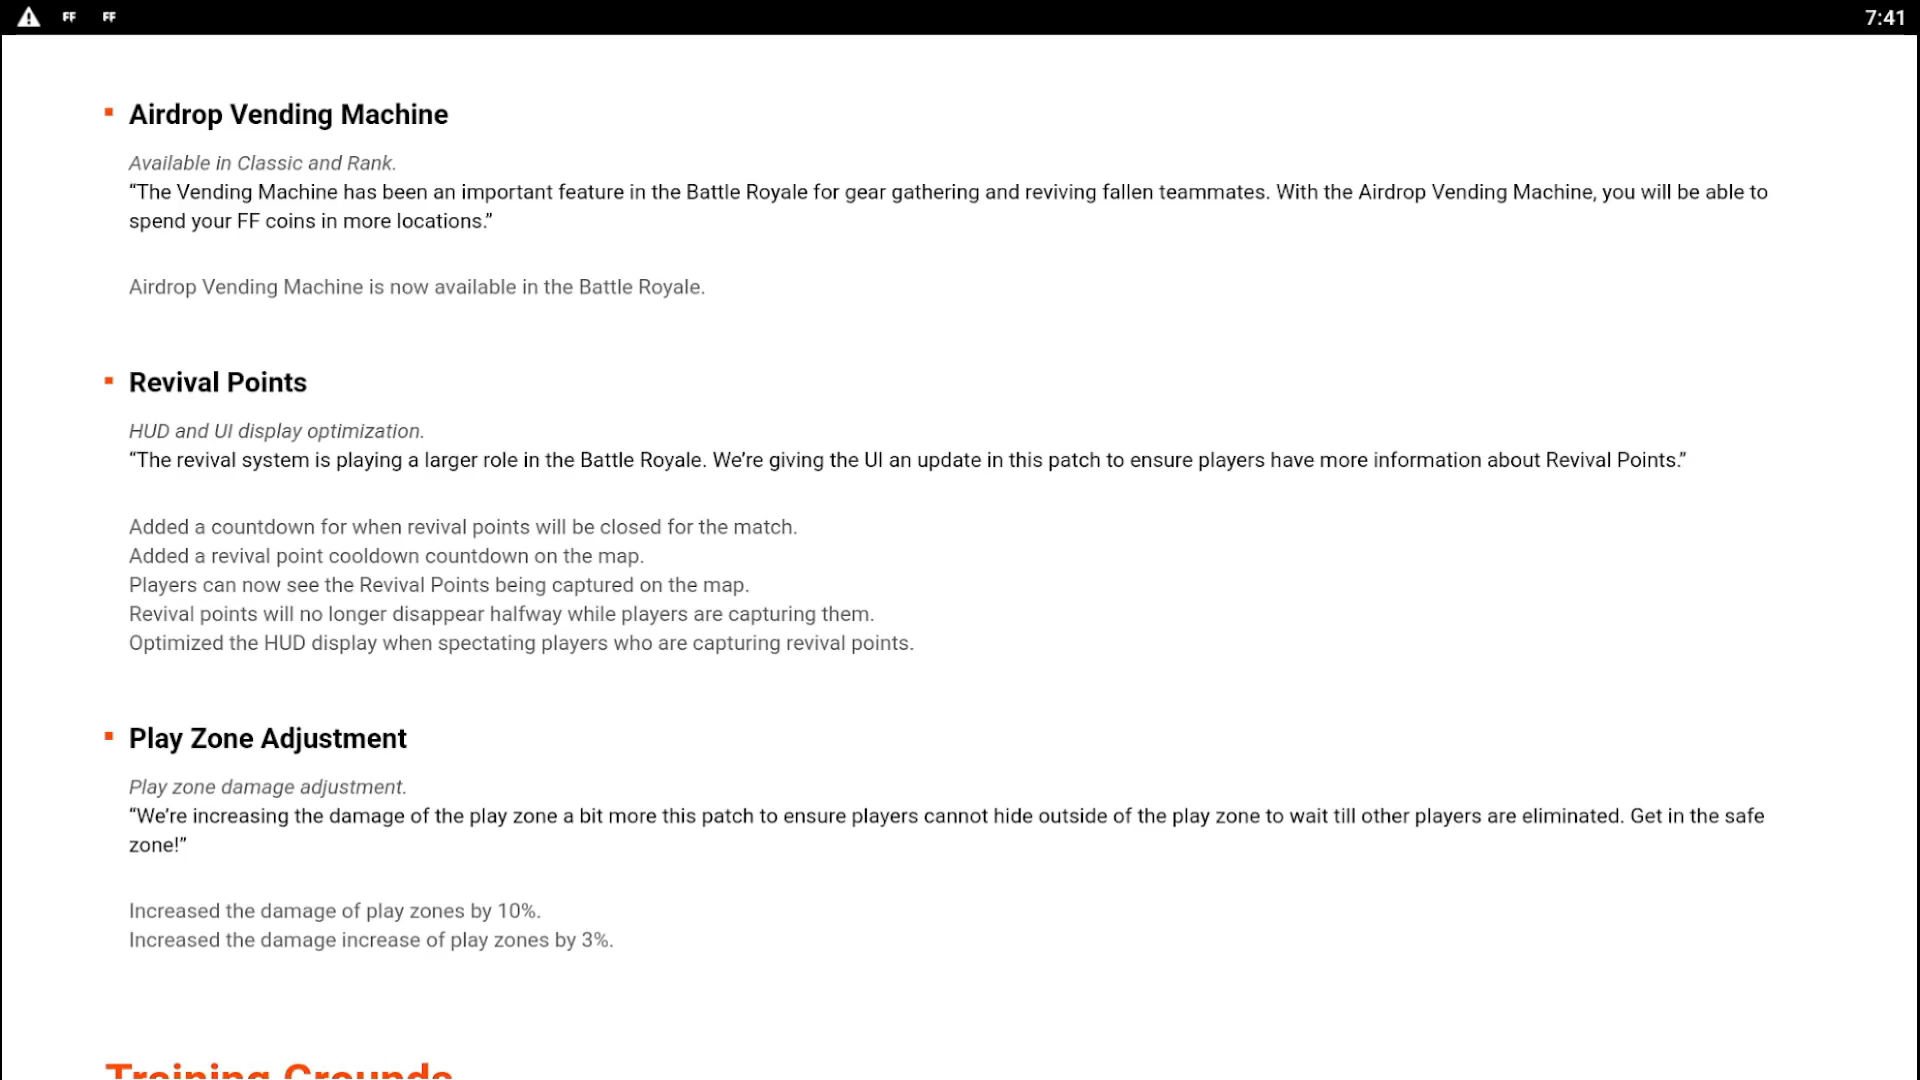 FF FF 7:41
Airdrop Vending Machine
Available in Classic and Rank.
“The Vending Machine has been an important feature in the Battle Royale for gear gathering and reviving fallen teammates. With the Airdrop Vending Machine, you will be able to
spend your FF coins in more locations.”
Airdrop Vending Machine is now available in the Battle Royale.
Revival Points
HUD and UI display optimization.
“The revival system is playing a larger role in the Battle Royale. We’re giving the UI an update in this patch to ensure players have more information about Revival Points.”
Added a countdown for when revival points will be closed for the match.
Added a revival point cooldown countdown on the map.
Players can now see the Revival Points being captured on the map.
Revival points will no longer disappear halfway while players are capturing them.
Optimized the HUD display when spectating players who are capturing revival points.
Play Zone Adjustment
Play zone damage adjustment.
“We’re increasing the damage of the play zone a bit more this patch to ensure players cannot hide outside of the play zone to wait till other players are eliminated. Get in the safe
zone!”
Increased the damage of play zones by 10%.
Increased the damage increase of play zones by 3%.
Training Grounds